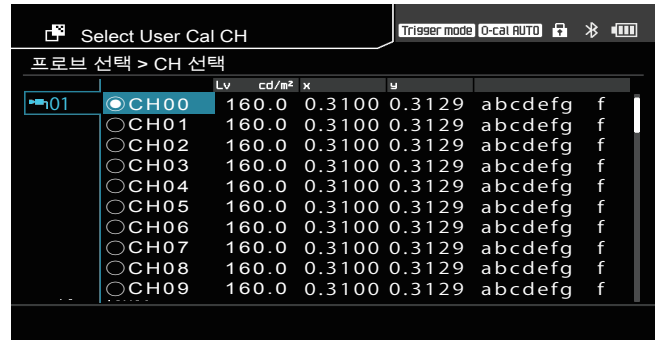 Select User Cal CH Trigger mode 0-cal AUTO
프로브 선택 > CH 선택
Lv cd/m² x y
01 CH00 160.0 0.3100 0.3129 abcdefg f
CH01 160.0 0.3100 0.3129 abcdefg f
CH02 160.0 0.3100 0.3129 abcdefg f
CH03 160.0 0.3100 0.3129 abcdefg f
CH04 160.0 0.3100 0.3129 abcdefg f
CH05 160.0 0.3100 0.3129 abcdefg f
CH06 160.0 0.3100 0.3129 abcdefg f
CH07 160.0 0.3100 0.3129 abcdefg f
CH08 160.0 0.3100 0.3129 abcdefg f
CH09 160.0 0.3100 0.3129 abcdefg f